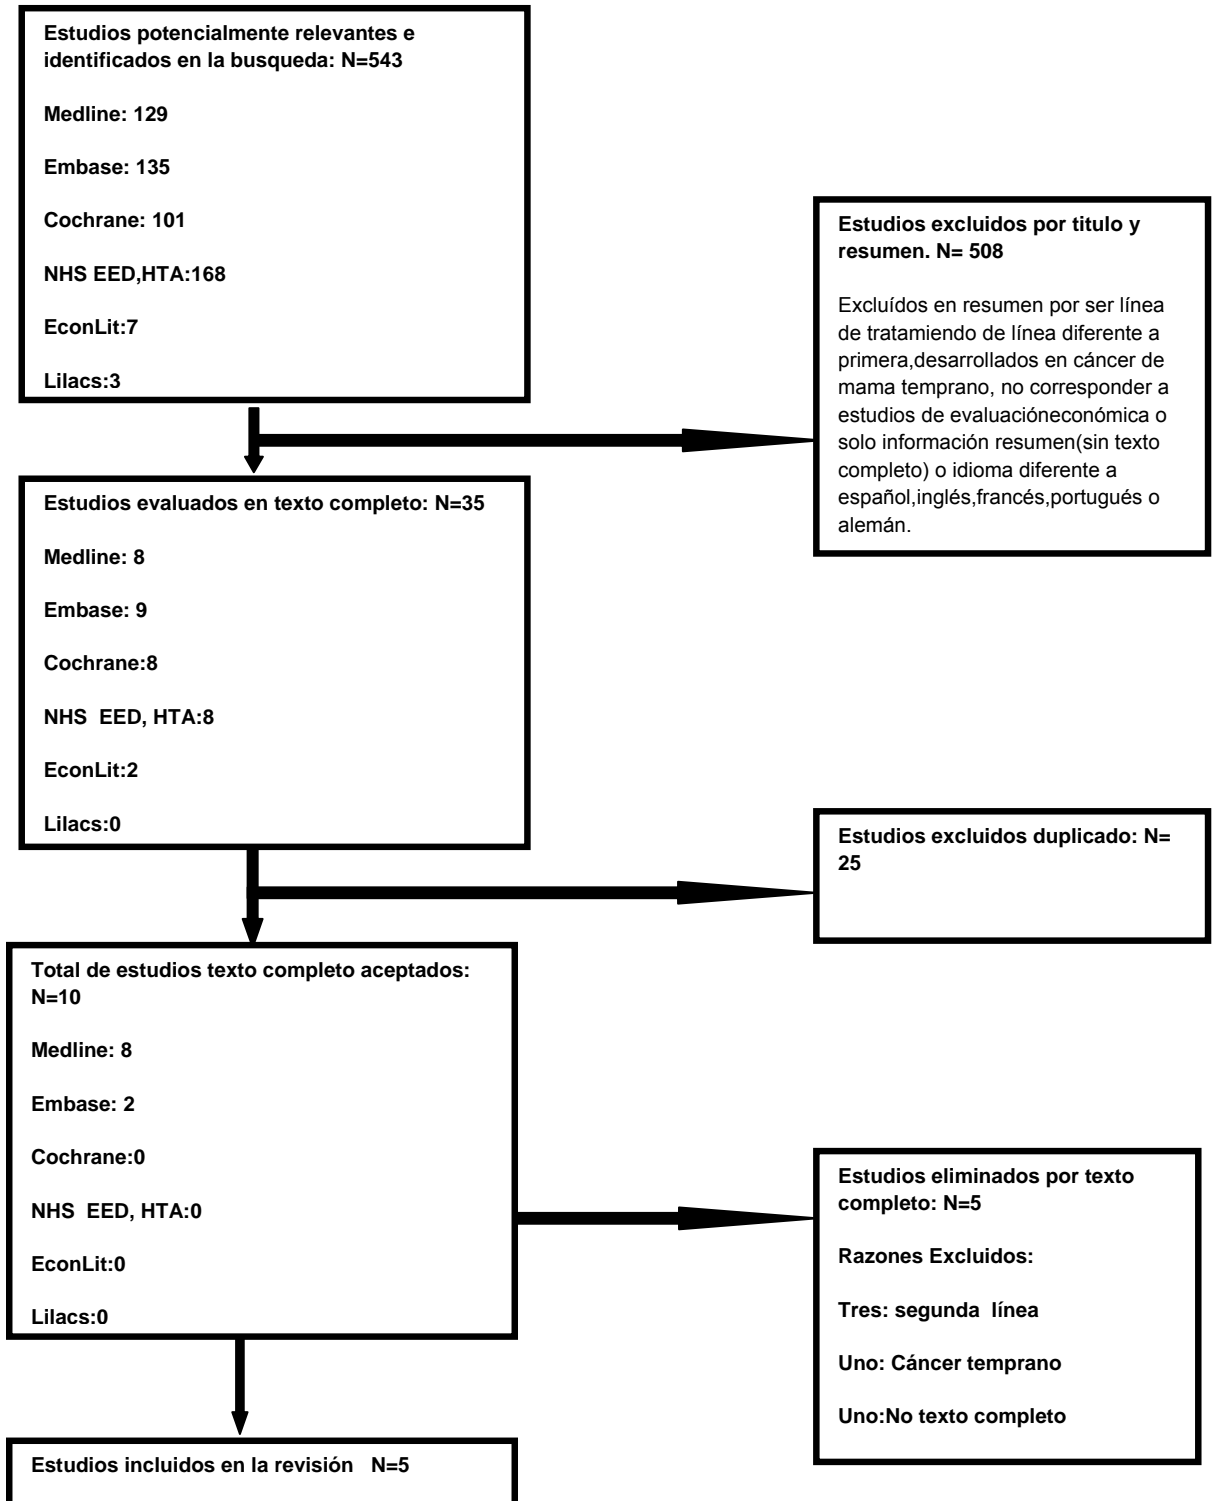 Estudios potencialmente relevantes e
identificados en la busqueda: N=543
Medline: 129
Embase: 135
Cochrane: 101
NHS EED,HTA:168
EconLit:7
Lilacs:3
Estudios excluidos por titulo y
resumen. N= 508
Excluídos en resumen por ser línea
de tratamiendo de línea diferente a
primera,desarrollados en cáncer de
mama temprano, no corresponder a
estudios de evaluacióneconómica o
solo información resumen(sin texto
completo) o idioma diferente a
español,inglés,francés,portugués o
alemán.
Estudios evaluados en texto completo: N=35
Medline: 8
Embase: 9
Cochrane:8
NHS  EED, HTA:8
EconLit:2
Lilacs:0
Estudios excluidos duplicado: N=
25
Total de estudios texto completo aceptados:
N=10
Medline: 8
Embase: 2
Cochrane:0
NHS  EED, HTA:0
EconLit:0
Lilacs:0
Estudios eliminados por texto
completo: N=5
Razones Excluidos:
Tres: segunda  línea
Uno: Cáncer temprano
Uno:No texto completo
Estudios incluidos en la revisión   N=5